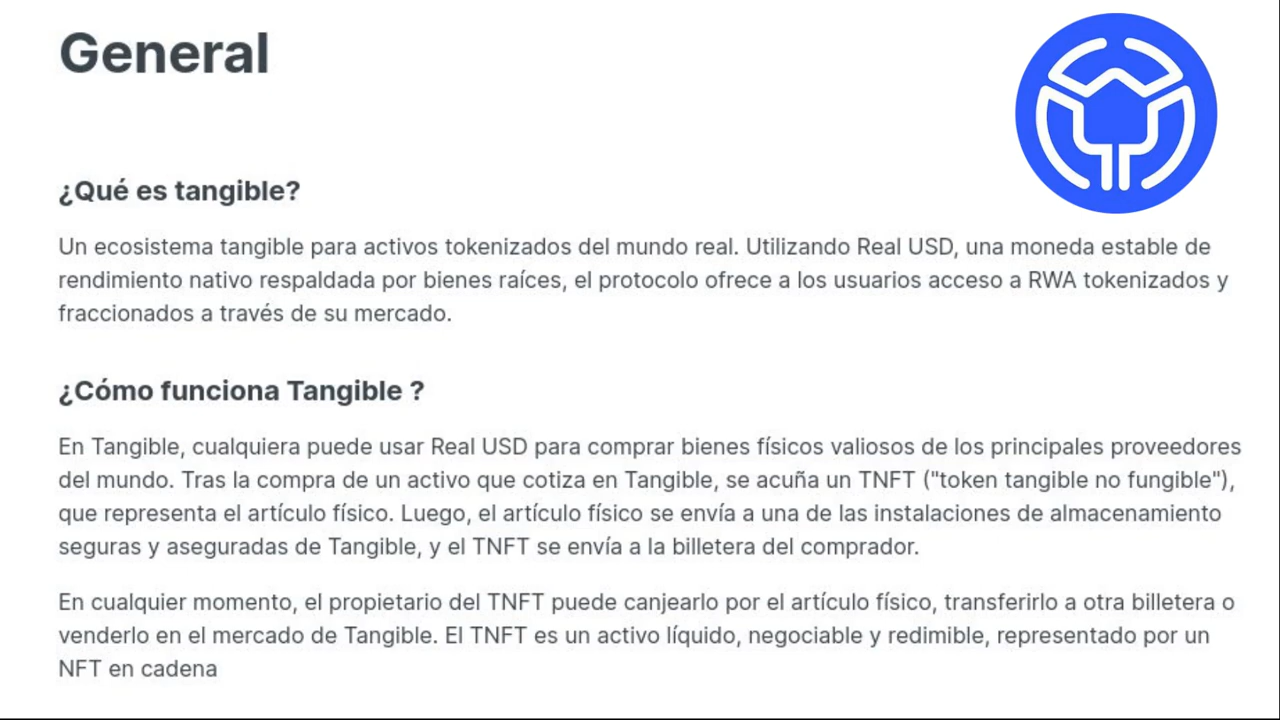 General
¿Qué es tangible?
Un ecosistema tangible para activos tokenizados del mundo real. Utilizando Real USD, una moneda estable de
rendimiento nativo respaldada por bienes raíces, el protocolo ofrece a los usuarios acceso a RWA tokenizados y
fraccionados a través de su mercado.
¿Cómo funciona Tangible ?
En Tangible, cualquiera puede usar Real USD para comprar bienes físicos valiosos de los principales proveedores
del mundo. Tras la compra de un activo que cotiza en Tangible, se acuña un TNFT ("token tangible no fungible"),
que representa el artículo físico. Luego, el artículo físico se envía a una de las instalaciones de almacenamiento
seguras y aseguradas de Tangible, y el TNFT se envía a la billetera del comprador.
En cualquier momento, el propietario del TNFT puede canjearlo por el artículo físico, transferirlo a otra billetera o
venderlo en el mercado de Tangible. El TNFT es un activo líquido, negociable y redimible, representado por un
NFT en cadena